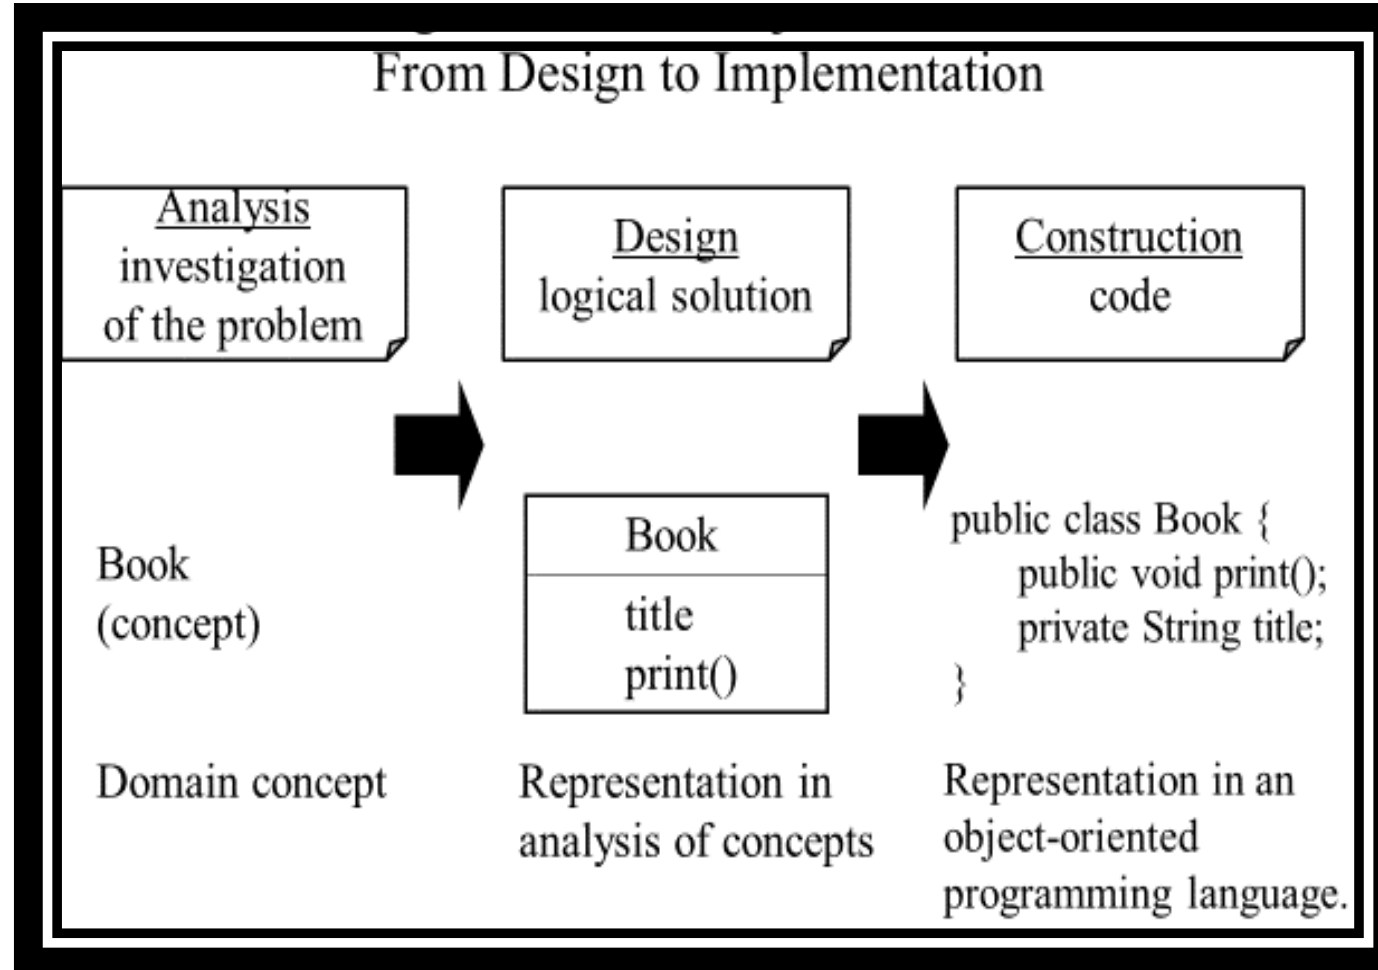 From Design to Implementation
Analysis
investigation
of the problem
Design
logical solution
Construction
code
Book
(concept)
Book
title
print()
public class Book {
public void print();
private String title;
}
Domain concept
Representation in
analysis of concepts
Representation in an
object-oriented
programming language.